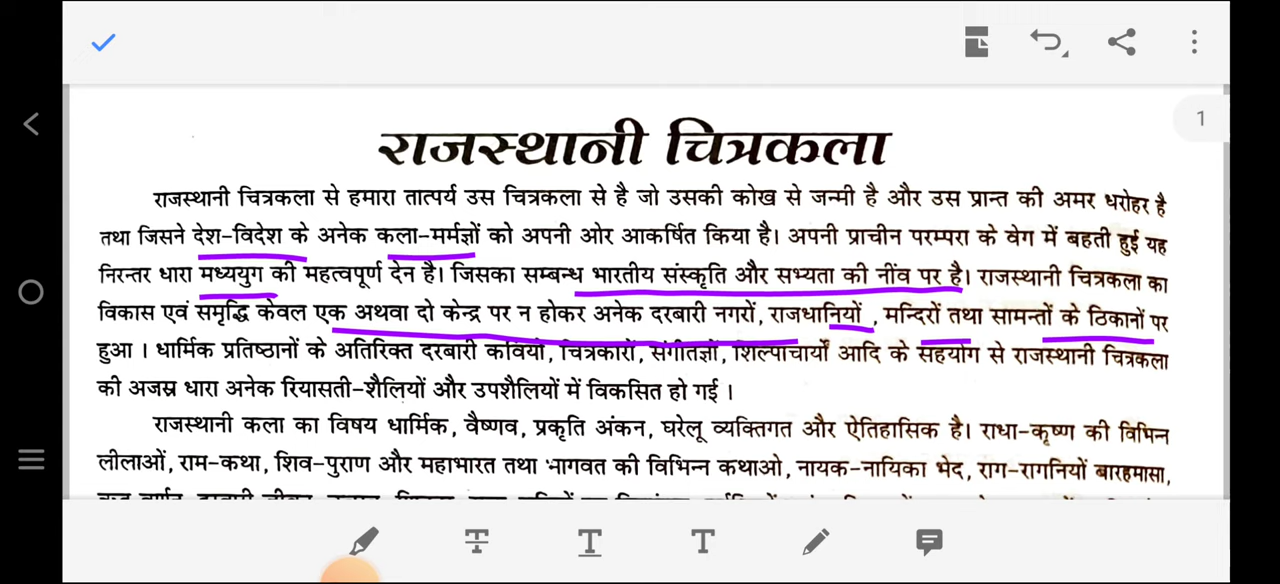 1
राजस्थानी चित्रकला
राजस्थानी चित्रकला से हमारा तात्पर्य उस चित्रकला से है जो उसकी कोख से जन्मी है और उस प्रान्त की अमर धरोहर है
तथा जिसने देश-विदेश के अनेक कला-मर्मज्ञों को अपनी ओर आकर्षित किया है। अपनी प्राचीन परम्परा के वेग में बहती हुई यह
निरन्तर धारा मध्ययुग की महत्वपूर्ण देन है। जिसका सम्बन्ध भारतीय संस्कृति और सभ्यता की नींव पर है। राजस्थानी चित्रकला का
विकास एवं समृद्धि केवल एक अथवा दो केन्द्र पर न होकर अनेक दरबारी नगरों, राजधानियों , मन्दिरों तथा सामन्तों के ठिकानों पर
हुआ । धार्मिक प्रतिष्ठानों के अतिरिक्त दरबारी कवियों, चित्रकारों, संगीतज्ञों, शिल्पाचार्यों आदि के सहयोग से राजस्थानी चित्रकला
की अजस्र धारा अनेक रियासती-शैलियों और उपशैलियों में विकसित हो गई ।
राजस्थानी कला का विषय धार्मिक, वैष्णव, प्रकृति अंकन, घरेलू व्यक्तिगत और ऐतिहासिक है। राधा-कृष्ण की विभिन्न
लीलाओं, राम-कथा, शिव-पुराण और महाभारत तथा भागवत की विभिन्न कथाओ, नायक-नायिका भेद, राग-रागनियों बारहमासा,